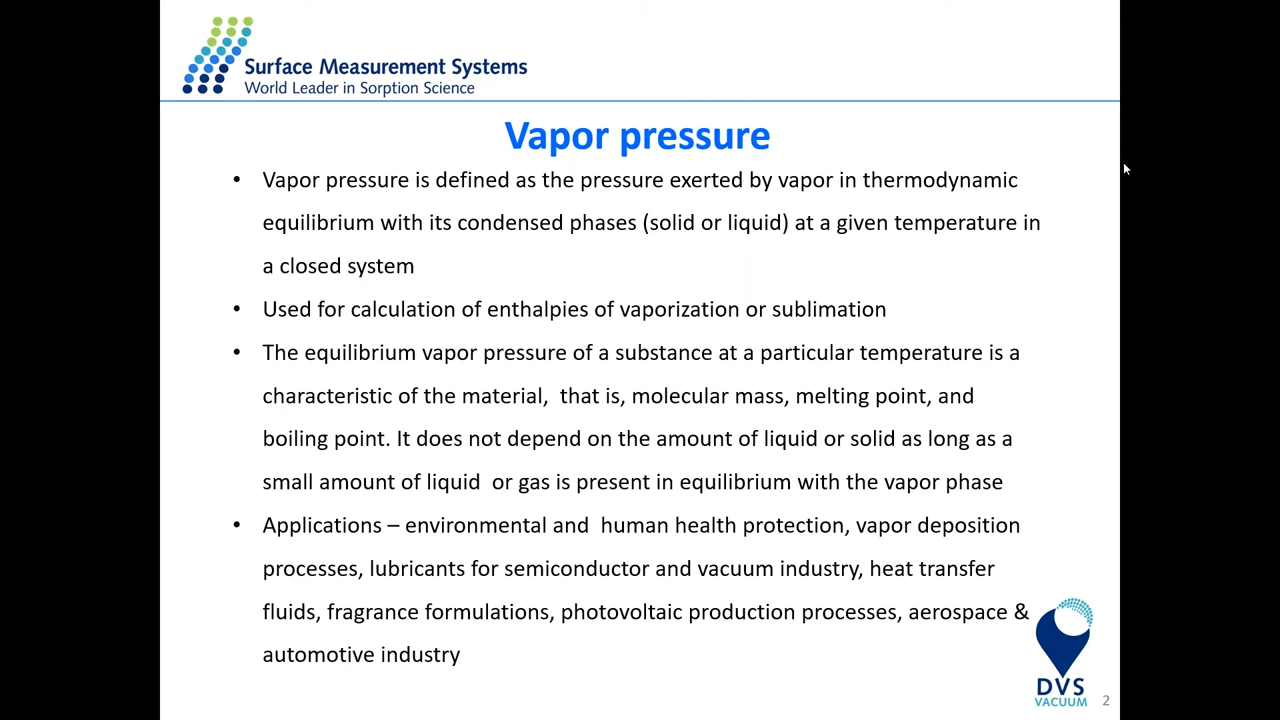 Surface Measurement Systems
World Leader in Sorption Science
Vapor pressure
• Vapor pressure is defined as the pressure exerted by vapor in thermodynamic
equilibrium with its condensed phases (solid or liquid) at a given temperature in
a closed system
• Used for calculation of enthalpies of vaporization or sublimation
• The equilibrium vapor pressure of a substance at a particular temperature is a
characteristic of the material,  that is, molecular mass, melting point, and
boiling point. It does not depend on the amount of liquid or solid as long as a
small amount of liquid  or gas is present in equilibrium with the vapor phase
• Applications – environmental and  human health protection, vapor deposition
processes, lubricants for semiconductor and vacuum industry, heat transfer
fluids, fragrance formulations, photovoltaic production processes, aerospace &
automotive industry
DVS
VACUUM
2